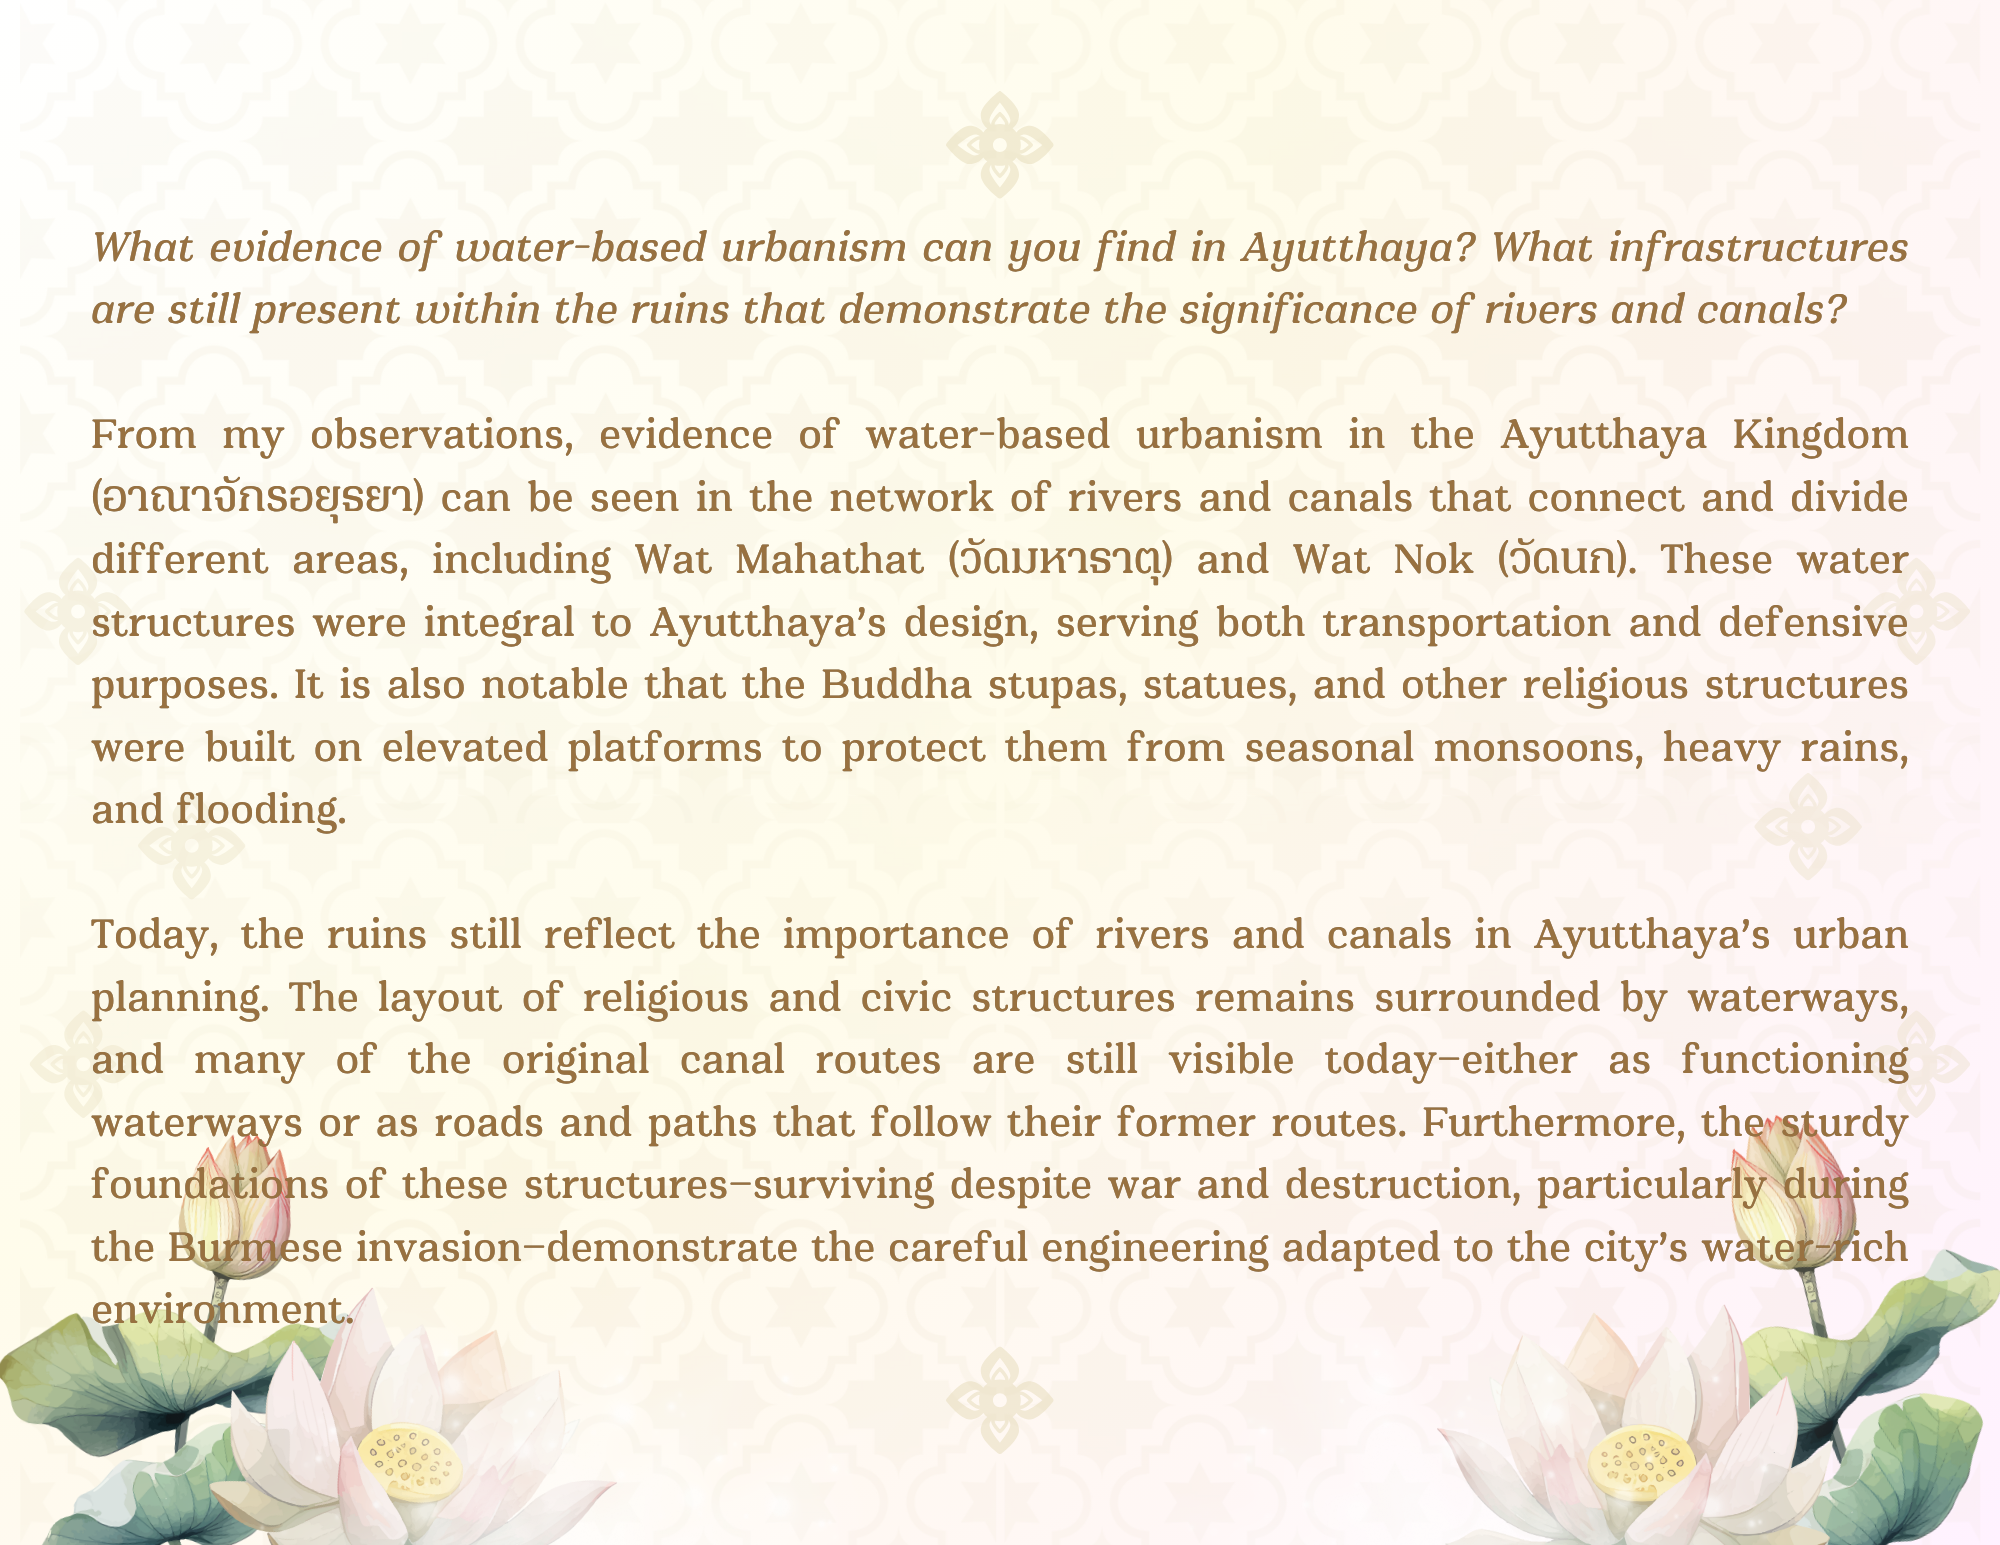 What evidence of water-based urbanism can you find in Ayutthaya? What infrastructures
are still present within the ruins that demonstrate the significance of rivers and canals?
From my observations, evidence of water-based urbanism in the Ayutthaya Kingdom
(อาณาจักรอยุธยา) can be seen in the network of rivers and canals that connect and divide
different areas, including Wat Mahathat (วัดมหาธาตุ) and Wat Nok (วัดนก). These water
structures were integral to Ayutthaya’s design, serving both transportation and defensive
purposes. It is also notable that the Buddha stupas, statues, and other religious structures
were built on elevated platforms to protect them from seasonal monsoons, heavy rains,
and flooding.
Today, the ruins still reflect the importance of rivers and canals in Ayutthaya’s urban
planning. The layout of religious and civic structures remains surrounded by waterways,
and many of the original canal routes are still visible today—either as functioning
waterways or as roads and paths that follow their former routes. Furthermore, the sturdy
foundations of these structures—surviving despite war and destruction, particularly during
the Burmese invasion—demonstrate the careful engineering adapted to the city’s water-rich
environment.